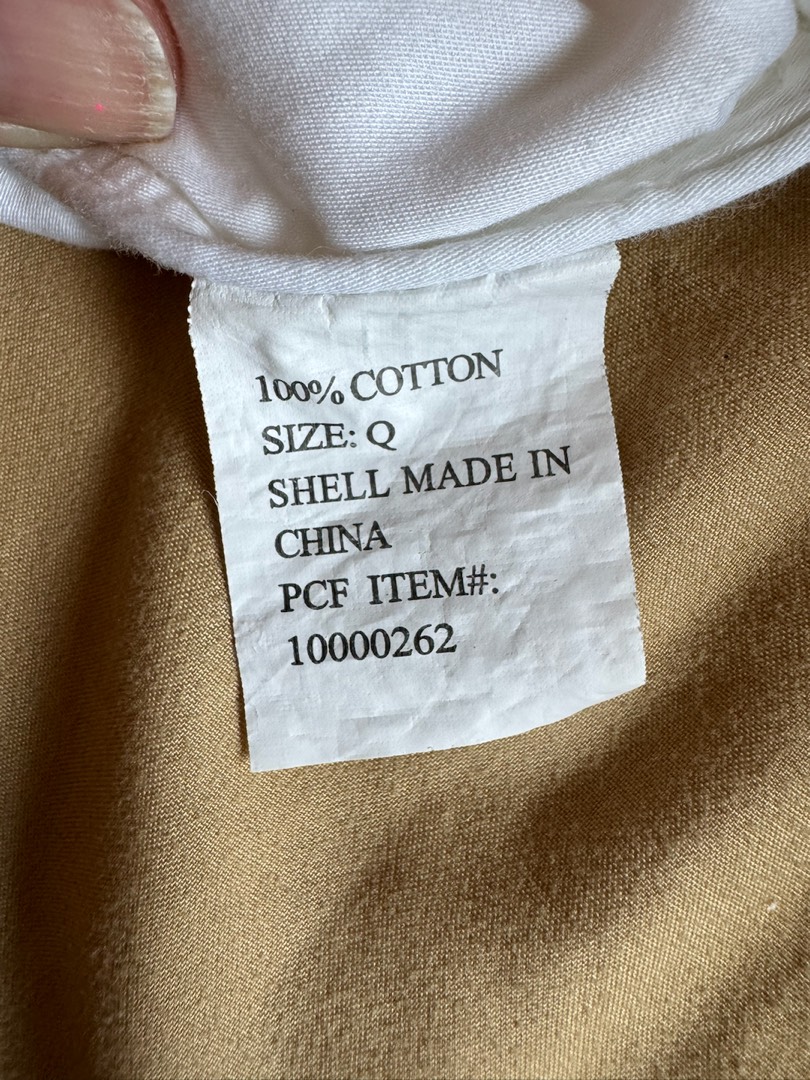 100% COTTON
SIZE: Q
SHELL MADE IN
CHINA
PCF ITEM#:
10000262